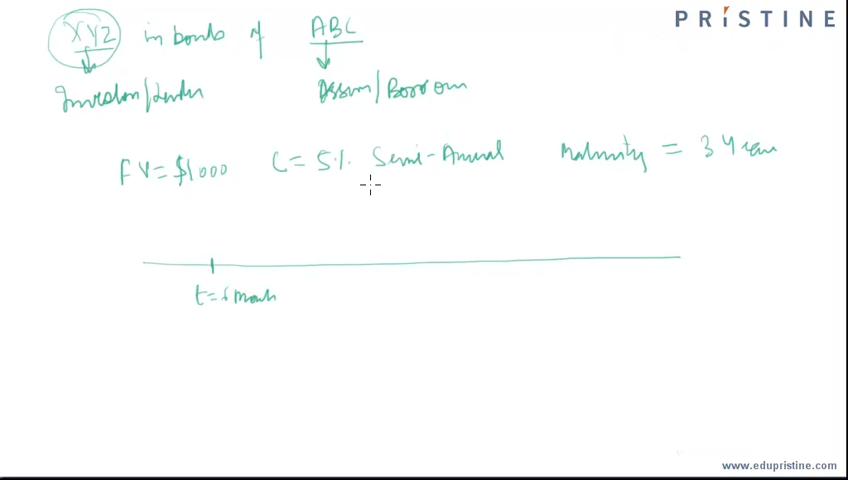 PRISTINE
XYZ in bonds of ABC
Investor/Lender Issuer/Borrower
FV=$1000 C=5% Semi-Annual Maturity = 3 Year
t=6 month
www.edupristine.com